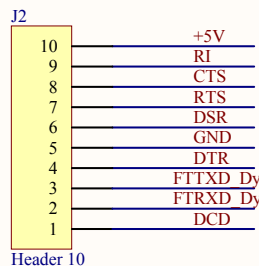 J2
10 +5V
9 RI
8 CTS
7 RTS
6 DSR
5 GND
4 DTR
3 FTTXD_Dy
2 FTRXD_Dy
1 DCD
Header 10